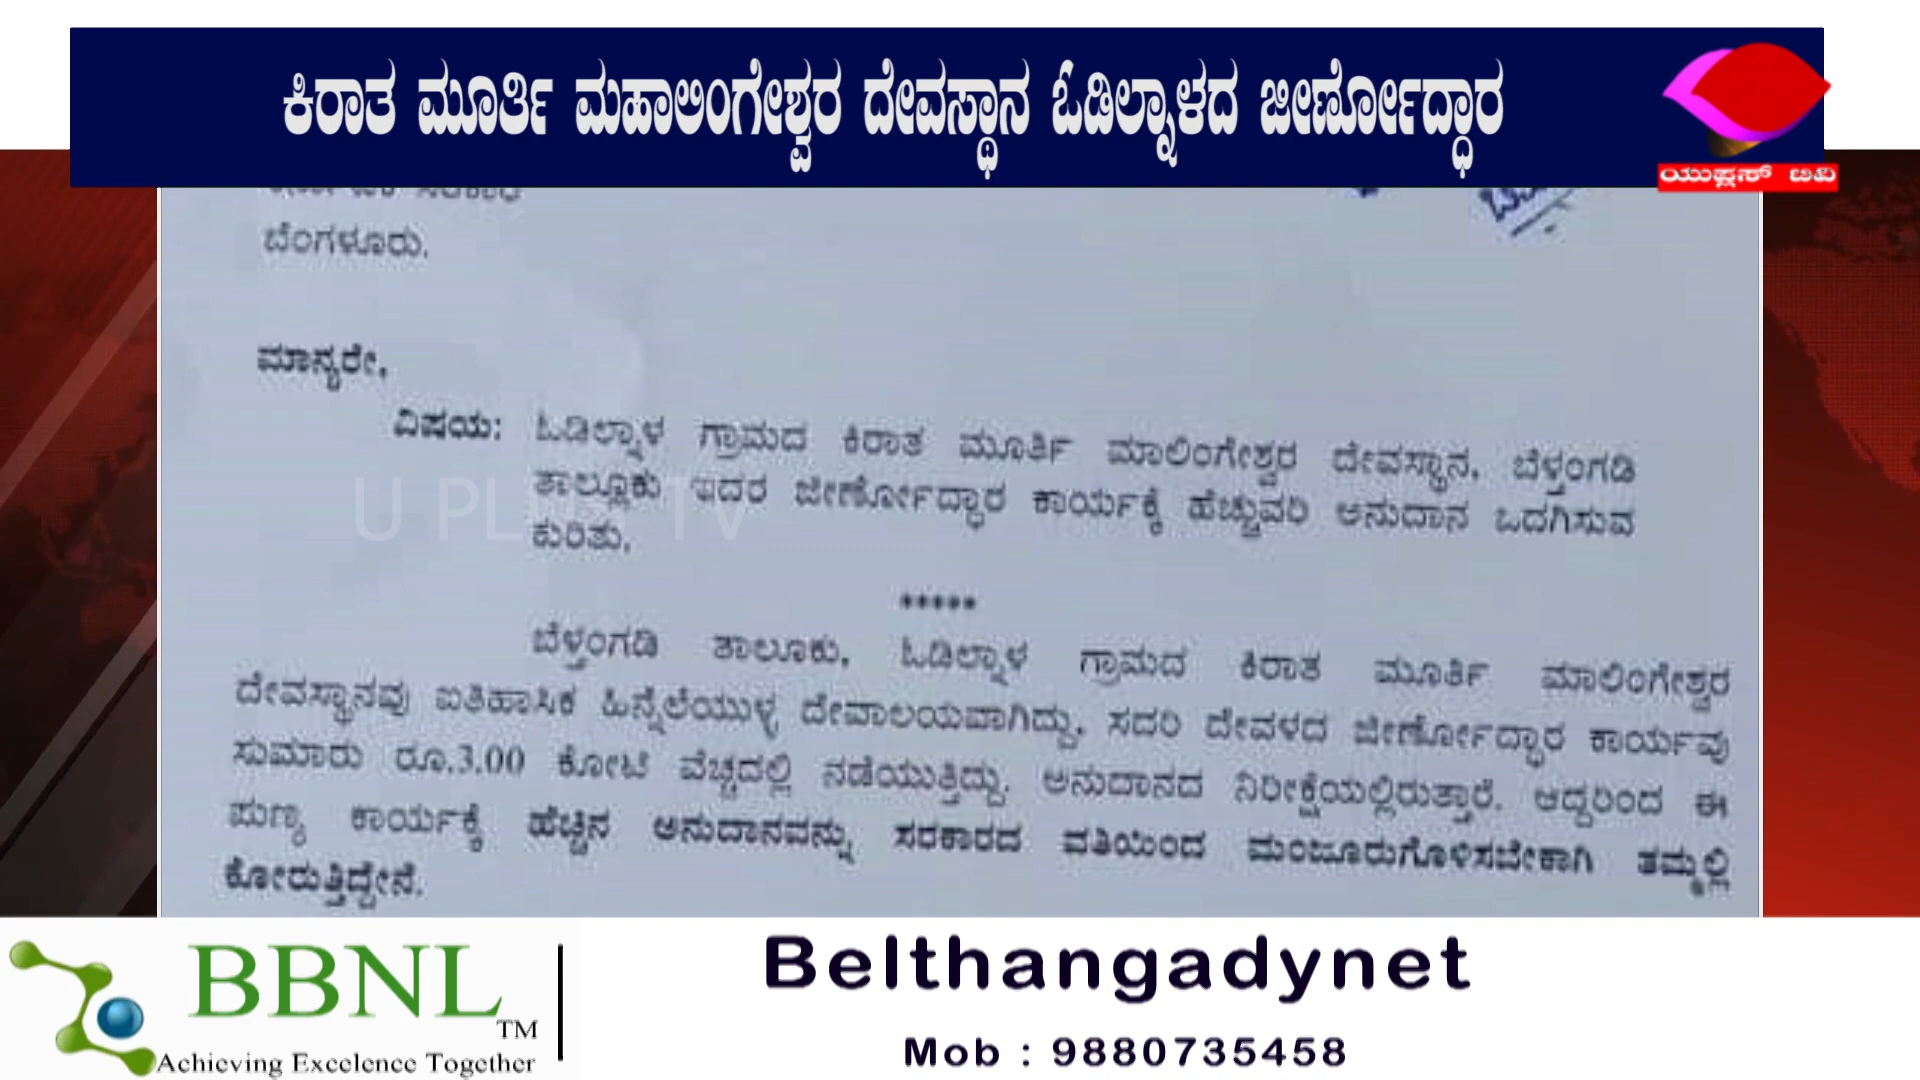 ಕಿರಾತ ಮೂರ್ತಿ ಮಹಾಲಿಂಗೇಶ್ವರ ದೇವಸ್ಥಾನ ಓಡಿಲ್ನಾಳದ ಜೀರ್ಣೋದ್ಧಾರ
ಯುಪ್ಲಸ್ ಟಿವಿ
ಬೆಂಗಳೂರು.
ಮಾನ್ಯರೇ,
ವಿಷಯ: ಓಡಿಲ್ನಾಳ ಗ್ರಾಮದ ಕಿರಾತ ಮೂರ್ತಿ ಮಾಲಿಂಗೇಶ್ವರ ದೇವಸ್ಥಾನ, ಬೆಳ್ತಂಗಡಿ
ತಾಲ್ಲೂಕು ಇದರ ಜೀರ್ಣೋದ್ಧಾರ ಕಾರ್ಯಕ್ಕೆ ಹೆಚ್ಚುವರಿ ಅನುದಾನ ಒದಗಿಸುವ
ಕುರಿತು.
*****
ಬೆಳ್ತಂಗಡಿ ತಾಲೂಕು, ಓಡಿಲ್ನಾಳ ಗ್ರಾಮದ ಕಿರಾತ ಮೂರ್ತಿ ಮಾಲಿಂಗೇಶ್ವರ
ದೇವಸ್ಥಾನವು ಐತಿಹಾಸಿಕ ಹಿನ್ನೆಲೆಯುಳ್ಳ ದೇವಾಲಯವಾಗಿದ್ದು, ಸದರಿ ದೇವಳದ ಜೀರ್ಣೋದ್ಧಾರ ಕಾರ್ಯವು
ಸುಮಾರು ರೂ.3.00 ಕೋಟಿ ವೆಚ್ಚದಲ್ಲಿ ನಡೆಯುತ್ತಿದ್ದು, ಅನುದಾನದ ನಿರೀಕ್ಷೆಯಲ್ಲಿರುತ್ತಾರೆ. ಆದ್ದರಿಂದ ಈ
ಪುಣ್ಯ ಕಾರ್ಯಕ್ಕೆ ಹೆಚ್ಚಿನ ಅನುದಾನವನ್ನು ಸರಕಾರದ ವತಿಯಿಂದ ಮಂಜೂರುಗೊಳಿಸಬೇಕಾಗಿ ತಮ್ಮಲ್ಲಿ
ಕೋರುತ್ತಿದ್ದೇನೆ.
U PLUS TV
BBNL TM
Achieving Excelence Together
Belthangadynet
Mob : 9880735458